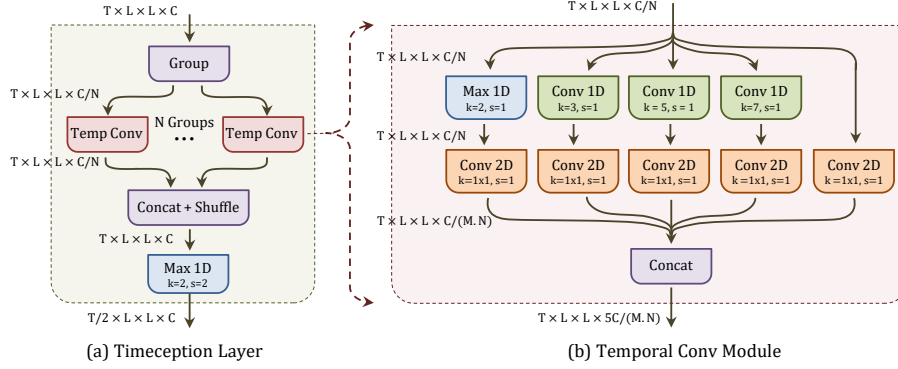 T × L × L × C
Group
T × L × L × C/N
Temp Conv
N Groups
...
Temp Conv
T × L × L × C/N
Concat + Shuffle
T × L × L × C
Max 1D
k=2, s=2
T/2 × L × L × C
(a) Timeception Layer
T × L × L × C/N
Max 1D
k=2, s=1
Conv 1D
k=3, s=1
Conv 1D
k = 5, s = 1
Conv 1D
k=7, s=1
T × L × L × C/N
Conv 2D
k=1x1, s=1
Conv 2D
k=1x1, s=1
Conv 2D
k=1x1, s=1
Conv 2D
k =1x1, s=1
Conv 2D
k =1x1, s=1
T × L × L × C/(M. N)
Concat
T × L × L × 5C/(M. N)
(b) Temporal Conv Module